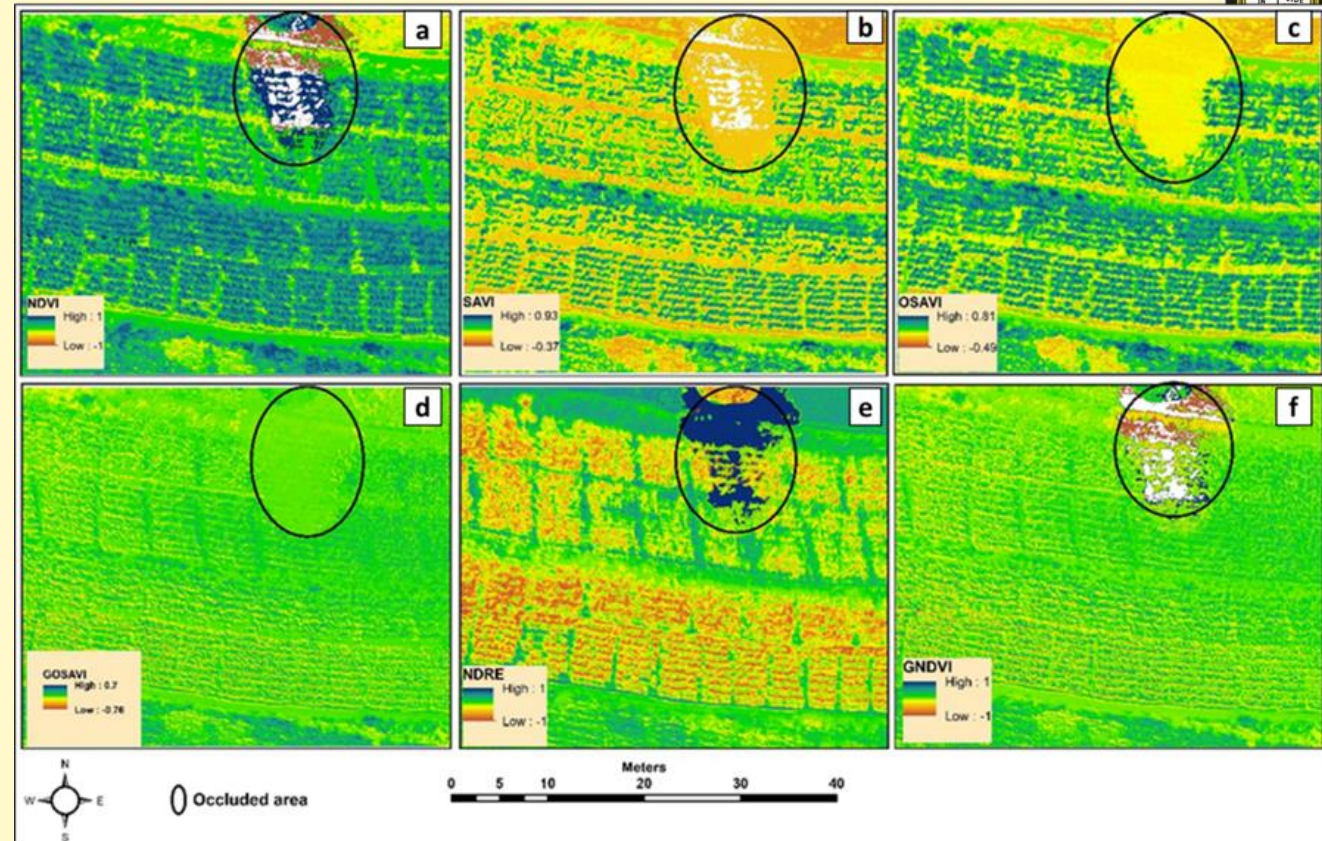 IN
VIDE
a
b
c
NDVI
High : 1
Low : -1
SAVI
High : 0.93
Low : -0.37
OSAVI
High : 0.81
Low : -0.49
d
e
f
GOSAVI
High : 0.7
Low : -0.76
NDRE
High : 1
Low : -1
GNDVI
High : 1
Low : -1
N
W E
S
Occluded area
Meters
0 5 10 20 30 40